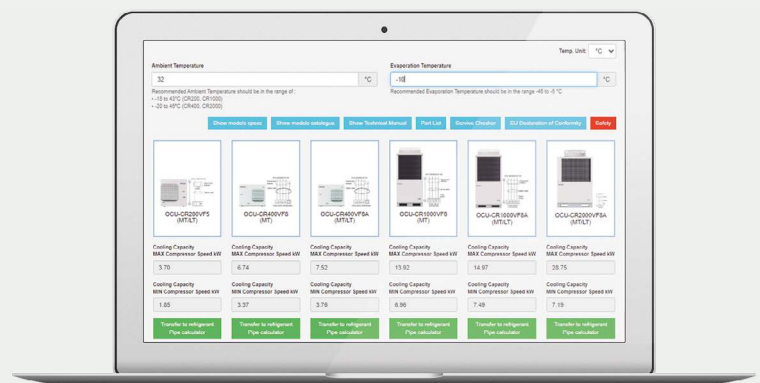 Temp. Unit: °C
Ambient Temperature
Evaporation Temperature
32 °C
-10 °C
Recommended Ambient Temperature should be in the range of :
Recommended Evaporation Temperature should be in the range -45 to -5 °C
- -15 to 43°C (CR200, CR1000)
- -20 to 45°C (CR400, CR2000)
Show models specs Show models catalogue Show Technical Manual Part List Service Checker EU Declaration of Conformity Safety
OCU-CR200VF5 OCU-CR400VF8 OCU-CR400VF8A OCU-CR1000VF8 OCU-CR1000VF8A OCU-CR2000VF8A
(MT/LT) (MT) (MT/LT) (MT) (MT/LT) (MT/LT)
Cooling Capacity Cooling Capacity Cooling Capacity Cooling Capacity Cooling Capacity Cooling Capacity
MAX Compressor Speed kW MAX Compressor Speed kW MAX Compressor Speed kW MAX Compressor Speed kW MAX Compressor Speed kW MAX Compressor Speed kW
3.70 6.74 7.52 13.92 14.97 28.75
Cooling Capacity Cooling Capacity Cooling Capacity Cooling Capacity Cooling Capacity Cooling Capacity
MIN Compressor Speed kW MIN Compressor Speed kW MIN Compressor Speed kW MIN Compressor Speed kW MIN Compressor Speed kW MIN Compressor Speed kW
1.85 3.37 3.76 6.96 7.49 7.19
Transfer to refrigerant Transfer to refrigerant Transfer to refrigerant Transfer to refrigerant Transfer to refrigerant Transfer to refrigerant
Pipe calculator Pipe calculator Pipe calculator Pipe calculator Pipe calculator Pipe calculator